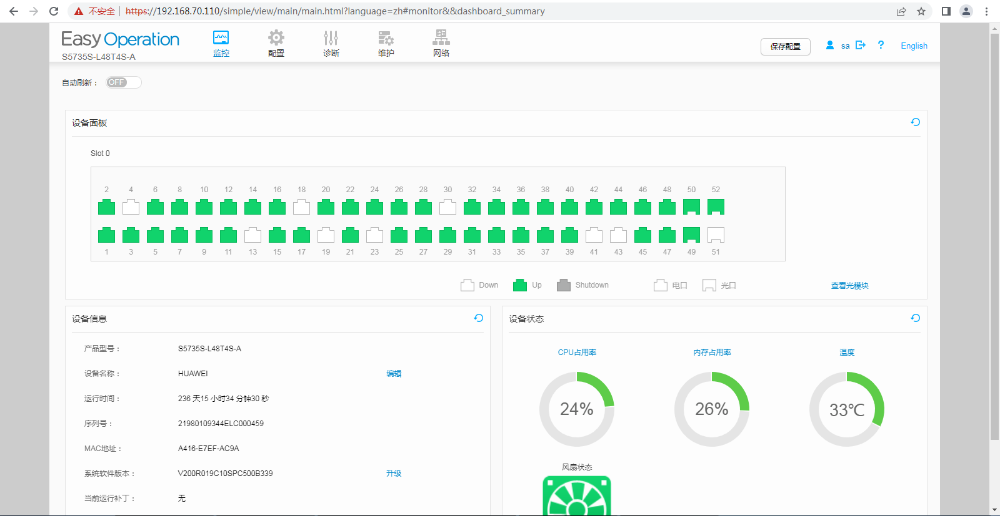 不安全 https://192.168.70.110/simple/view/main/main.html?language=zh#monitor&&dashboard_summary
Easy Operation
S5735S-L48T4S-A
监控 配置 诊断 维护 网络
保存配置 sa ? English
自动刷新： OFF
设备面板
Slot 0
2 4 6 8 10 12 14 16 18 20 22 24 26 28 30 32 34 36 38 40 42 44 46 48 50 52
1 3 5 7 9 11 13 15 17 19 21 23 25 27 29 31 33 35 37 39 41 43 45 47 49 51
Down Up Shutdown 电口 光口 查看光模块
设备信息
产品型号： S5735S-L48T4S-A
设备名称： HUAWEI 编辑
运行时间： 236 天15 小时34 分钟30 秒
序列号： 21980109344ELC000459
MAC地址： A416-E7EF-AC9A
系统软件版本： V200R019C10SPC500B339 升级
当前运行补丁： 无
设备状态
CPU占用率 内存占用率 温度
24% 26% 33℃
风扇状态